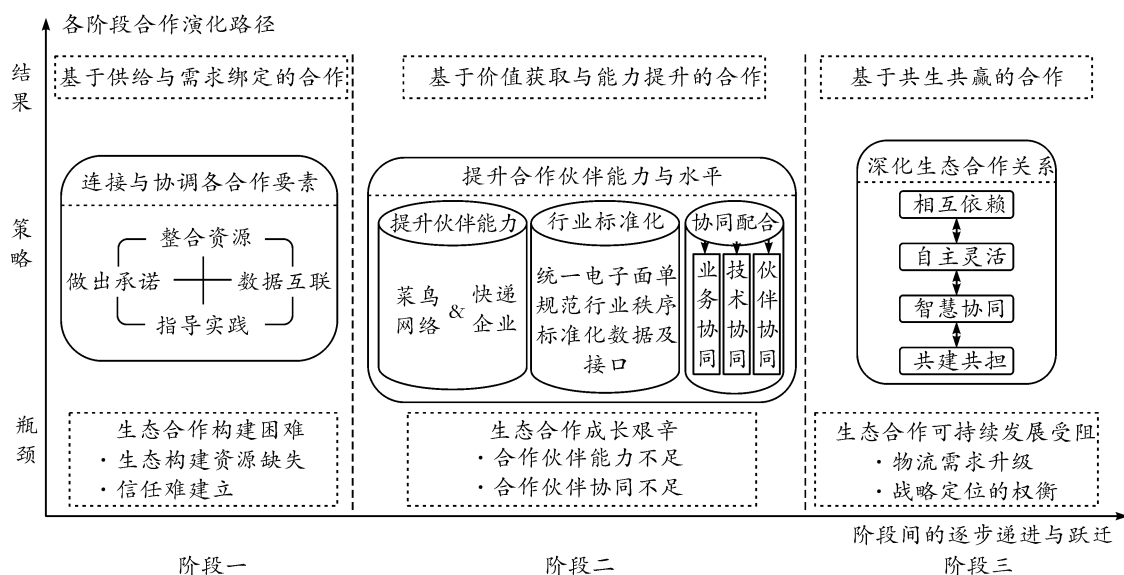 各阶段合作演化路径
结果
基于供给与需求绑定的合作
基于价值获取与能力提升的合作
基于共生共赢的合作
策略
连接与协调各合作要素
整合资源
做出承诺
数据互联
指导实践
提升合作伙伴能力与水平
提升伙伴能力
菜鸟
网络
&
快递
企业
行业标准化
统一电子面单
规范行业秩序
标准化数据及
接口
协同配合
业务协同
技术协同
伙伴协同
深化生态合作关系
相互依赖
自主灵活
智慧协同
共建共担
瓶颈
生态合作构建困难
·生态构建资源缺失
·信任难建立
生态合作成长艰辛
·合作伙伴能力不足
·合作伙伴协同不足
生态合作可持续发展受阻
·物流需求升级
·战略定位的权衡
阶段间的逐步递进与跃迁
阶段一
阶段二
阶段三